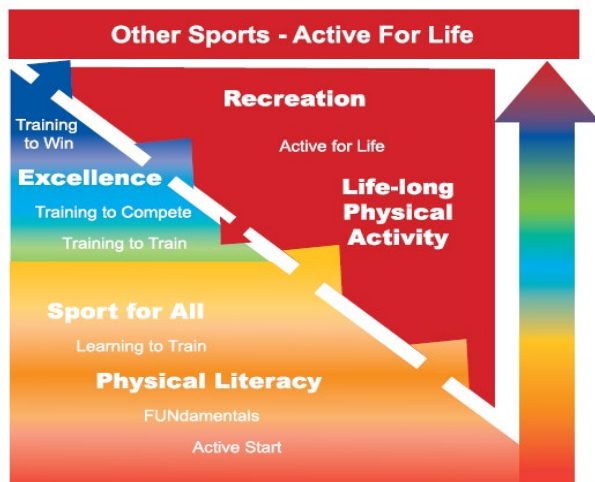 Other Sports - Active For Life
Recreation
Active for Life
Life-long
Physical
Activity
Training
to Win
Excellence
Training to Compete
Training to Train
Sport for All
Learning to Train
Physical Literacy
FUNdamentals
Active Start